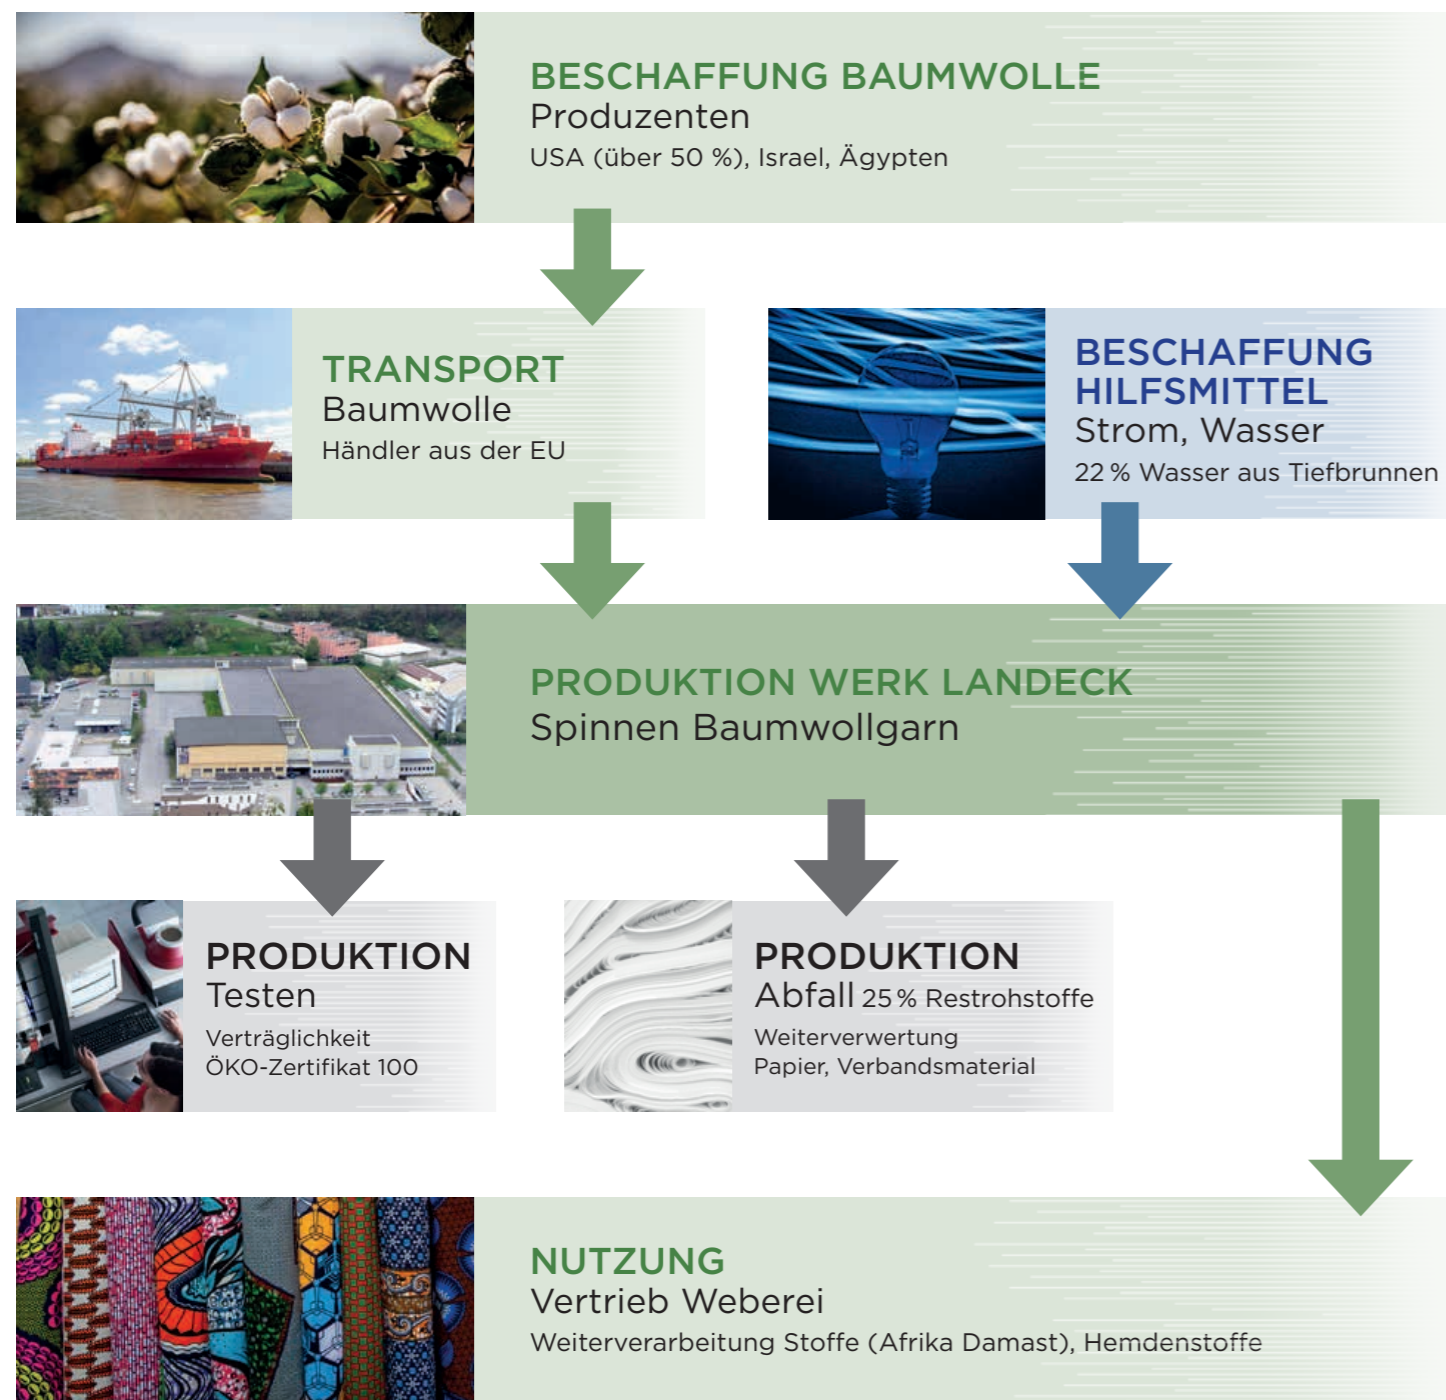 BESCHAFFUNG BAUMWOLLE
Produzenten
USA (über 50 %), Israel, Ägypten
TRANSPORT
Baumwolle
Händler aus der EU
BESCHAFFUNG
HILFSMITTEL
Strom, Wasser
22 % Wasser aus Tiefbrunnen
PRODUKTION WERK LANDECK
Spinnen Baumwollgarn
PRODUKTION
Testen
Verträglichkeit
ÖKO-Zertifikat 100
PRODUKTION
Abfall 25 % Restrohstoffe
Weiterverwertung
Papier, Verbandsmaterial
NUTZUNG
Vertrieb Weberei
Weiterverarbeitung Stoffe (Afrika Damast), Hemdenstoffe